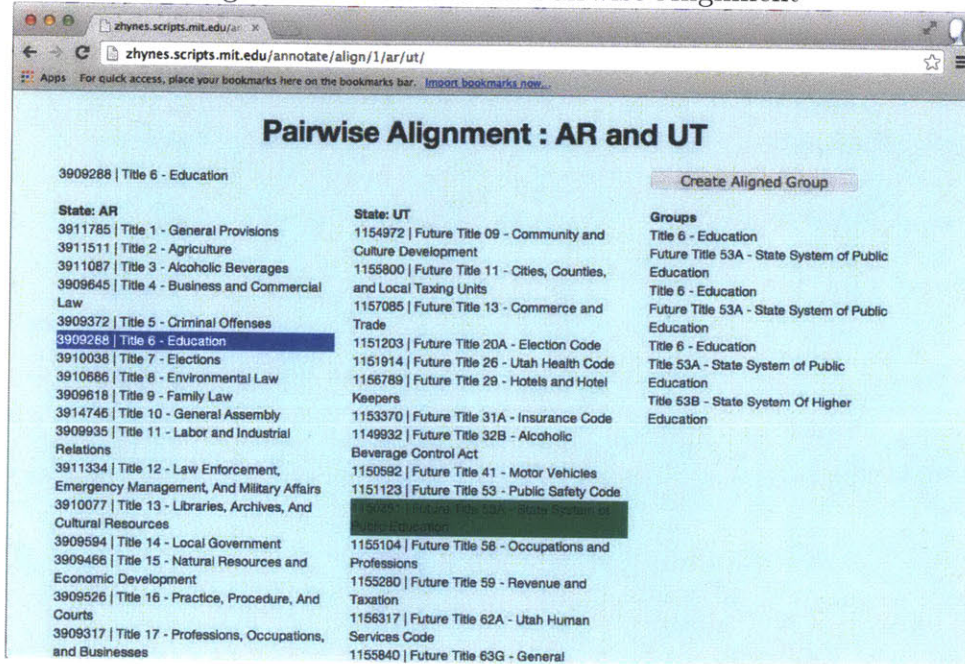 zhynes.scripts.mit.edu/ar
zhynes.scripts.mit.edu/annotate/align/1/ar/ut/
Apps For quick access, place your bookmarks here on the bookmarks bar. Import bookmarks now...
Pairwise Alignment : AR and UT
3909288 | Title 6 - Education
State: AR
3911785 | Title 1 - General Provisions
3911511 | Title 2 - Agriculture
3911087 | Title 3 - Alcoholic Beverages
3909645 | Title 4 - Business and Commercial
Law
3909372 | Title 5 - Criminal Offenses
3909288 | Title 6 - Education
3910038 | Title 7 - Elections
3910686 | Title 8 - Environmental Law
3909618 | Title 9 - Family Law
3914746 | Title 10 - General Assembly
3909935 | Title 11 - Labor and Industrial
Relations
3911334 | Title 12 - Law Enforcement,
Emergency Management, And Military Affairs
3910077 | Title 13 - Libraries, Archives, And
Cultural Resources
3909594 | Title 14 - Local Government
3909466 | Title 15 - Natural Resources and
Economic Development
3909526 | Title 16 - Practice, Procedure, And
Courts
3909317 | Title 17 - Professions, Occupations,
and Businesses
State: UT
1154972 | Future Title 09 - Community and
Culture Development
1155800 | Future Title 11 - Cities, Counties,
and Local Taxing Units
1157085 | Future Title 13 - Commerce and
Trade
1151203 | Future Title 20A - Election Code
1151914 | Future Title 26 - Utah Health Code
1156789 | Future Title 29 - Hotels and Hotel
Keepers
1153370 | Future Title 31A - Insurance Code
1149932 | Future Title 32B - Alcoholic
Beverage Control Act
1150592 | Future Title 41 - Motor Vehicles
1151123 | Future Title 53 - Public Safety Code
Future Title 53A - State System of
Public Education
1155104 | Future Title 58 - Occupations and
Professions
1155280 | Future Title 59 - Revenue and
Taxation
1156317 | Future Title 62A - Utah Human
Services Code
1155840 | Future Title 63G - General
Create Aligned Group
Groups
Title 6 - Education
Future Title 53A - State System of Public
Education
Title 6 - Education
Future Title 53A - State System of Public
Education
Title 6 - Education
Title 53A - State System of Public
Education
Title 53B - State System Of Higher
Education